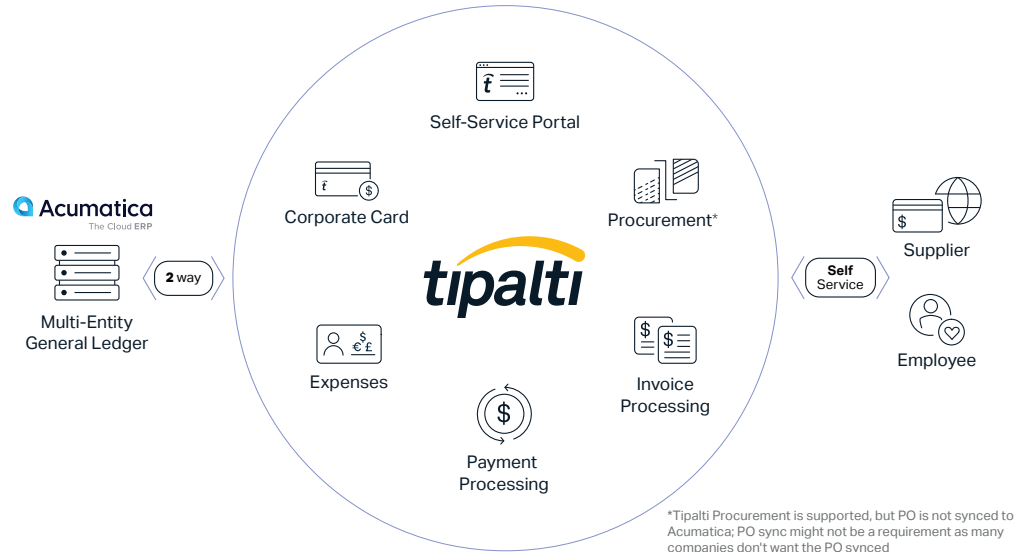 Self-Service Portal
Corporate Card
Procurement*
Acumatica
The Cloud ERP
2 way
Multi-Entity
General Ledger
tipalti
Self
Service
Supplier
Employee
Expenses
Invoice
Processing
Payment
Processing
*Tipalti Procurement is supported, but PO is not synced to
Acumatica; PO sync might not be a requirement as many
companies don't want the PO synced